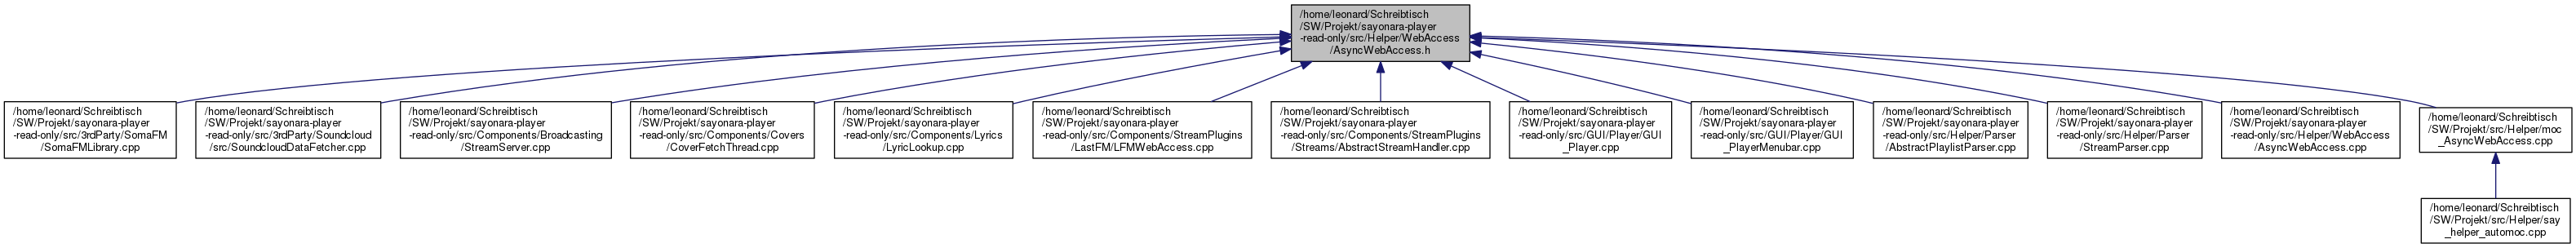 /home/leonard/Schreibtisch
/SW/Projekt/sayonara-player
-read-only/src/Helper/WebAccess
/AsyncWebAccess.h
/home/leonard/Schreibtisch
/SW/Projekt/sayonara-player
-read-only/src/3rdParty/SomaFM
/SomaFMLibrary.cpp
/home/leonard/Schreibtisch
/SW/Projekt/sayonara-player
-read-only/src/3rdParty/Soundcloud
/src/SoundcloudDataFetcher.cpp
/home/leonard/Schreibtisch
/SW/Projekt/sayonara-player
-read-only/src/Components/Broadcasting
/StreamServer.cpp
/home/leonard/Schreibtisch
/SW/Projekt/sayonara-player
-read-only/src/Components/Covers
/CoverFetchThread.cpp
/home/leonard/Schreibtisch
/SW/Projekt/sayonara-player
-read-only/src/Components/Lyrics
/LyricLookup.cpp
/home/leonard/Schreibtisch
/SW/Projekt/sayonara-player
-read-only/src/Components/StreamPlugins
/LastFM/LFMWebAccess.cpp
/home/leonard/Schreibtisch
/SW/Projekt/sayonara-player
-read-only/src/Components/StreamPlugins
/Streams/AbstractStreamHandler.cpp
/home/leonard/Schreibtisch
/SW/Projekt/sayonara-player
-read-only/src/GUI/Player/GUI
_Player.cpp
/home/leonard/Schreibtisch
/SW/Projekt/sayonara-player
-read-only/src/GUI/Player/GUI
_PlayerMenubar.cpp
/home/leonard/Schreibtisch
/SW/Projekt/sayonara-player
-read-only/src/Helper/Parser
/AbstractPlaylistParser.cpp
/home/leonard/Schreibtisch
/SW/Projekt/sayonara-player
-read-only/src/Helper/Parser
/StreamParser.cpp
/home/leonard/Schreibtisch
/SW/Projekt/sayonara-player
-read-only/src/Helper/WebAccess
/AsyncWebAccess.cpp
/home/leonard/Schreibtisch
/SW/Projekt/src/Helper/moc
_AsyncWebAccess.cpp
/home/leonard/Schreibtisch
/SW/Projekt/src/Helper/say
_helper_automoc.cpp